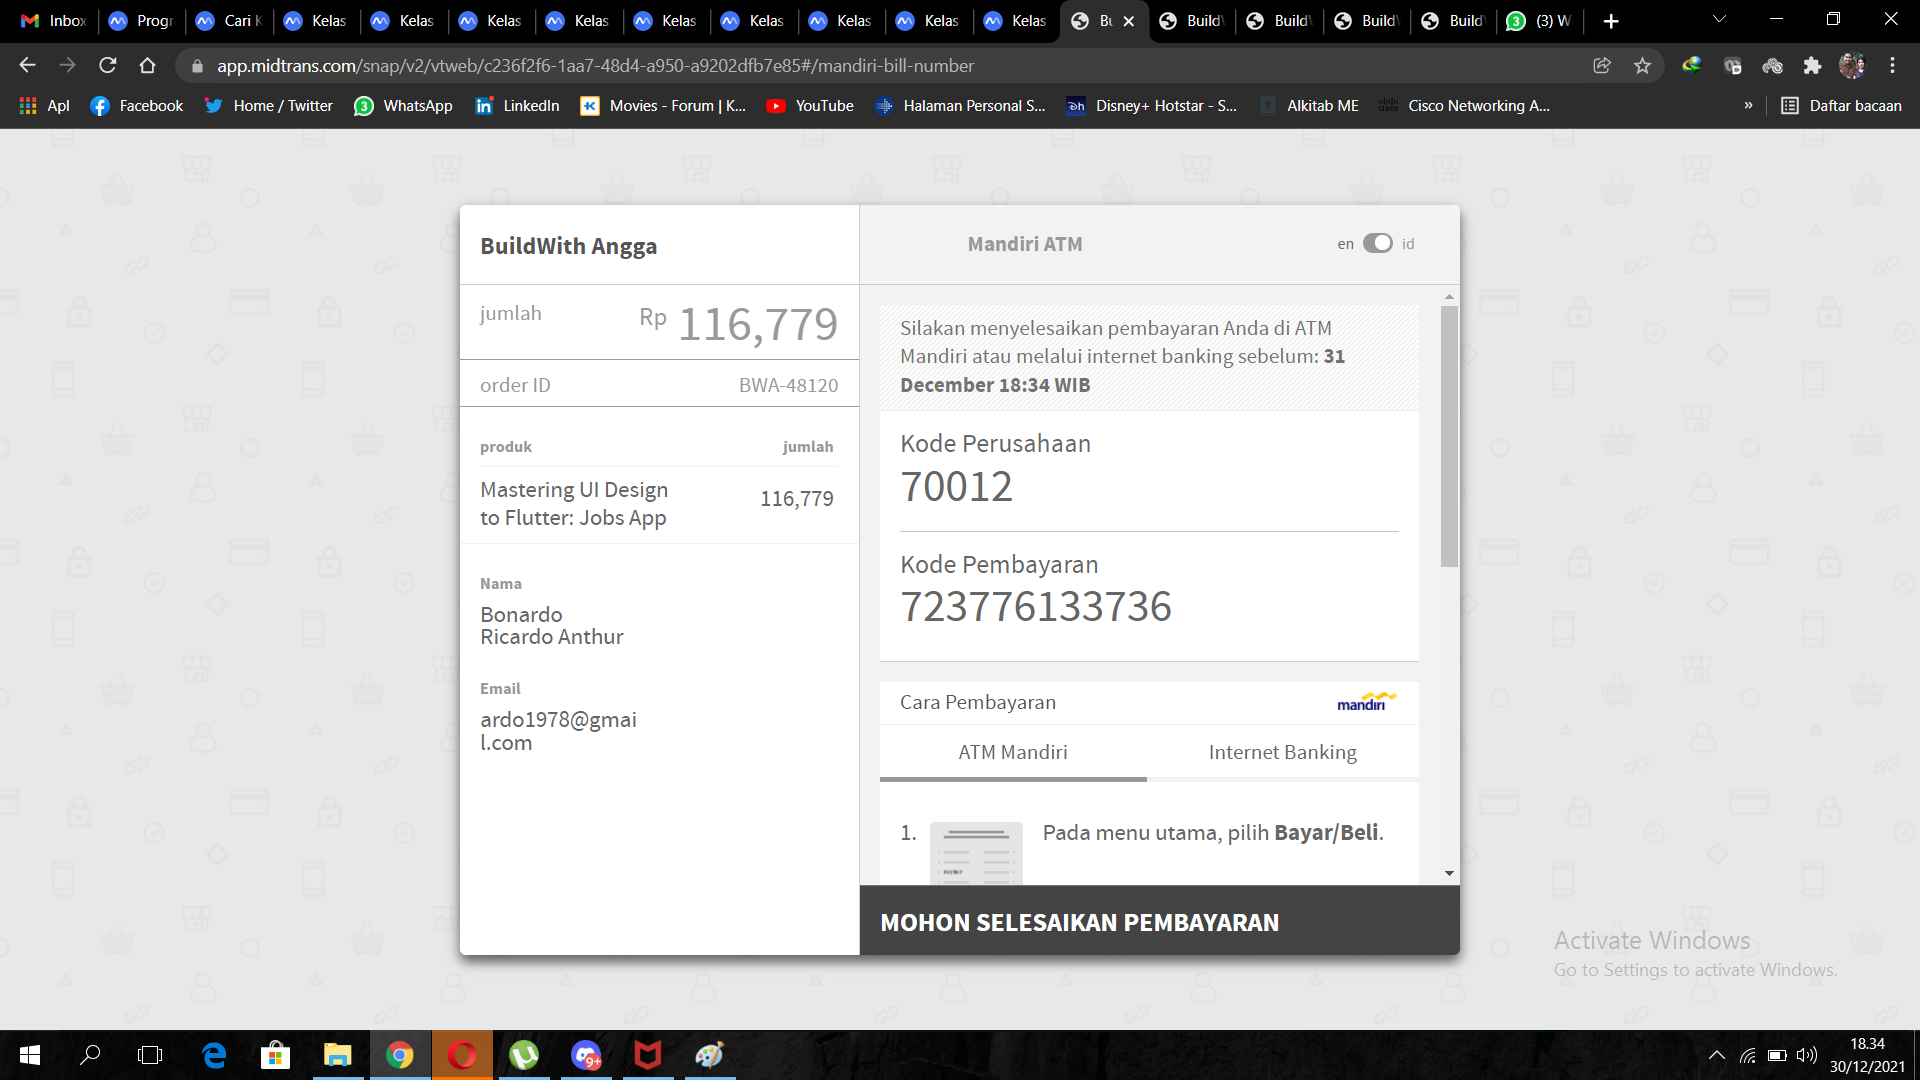 Inbox
Progr
Cari K
Kelas
Kelas
Kelas
Kelas
Kelas
Kelas
Kelas
Kelas
Kelas
Bu
Build
Build
Build
Build
(3) W
app.midtrans.com/snap/v2/vtweb/c236f2f6-1aa7-48d4-a950-a9202dfb7e85#/mandiri-bill-number
Apl
Facebook
Home / Twitter
WhatsApp
LinkedIn
Movies - Forum | K...
YouTube
Halaman Personal S...
Disney+ Hotstar - S...
Alkitab ME
Cisco Networking A...
»
Daftar bacaan
BuildWith Angga
jumlah
Rp 116,779
order ID
BWA-48120
produk
jumlah
Mastering UI Design
to Flutter: Jobs App
116,779
Nama
Bonardo
Ricardo Anthur
Email
ardo1978@gmai
l.com
Mandiri ATM
en
id
Silakan menyelesaikan pembayaran Anda di ATM
Mandiri atau melalui internet banking sebelum: 31
December 18:34 WIB
Kode Perusahaan
70012
Kode Pembayaran
723776133736
Cara Pembayaran
mandiri
ATM Mandiri
Internet Banking
1.
Pada menu utama, pilih Bayar/Beli.
MOHON SELESAIKAN PEMBAYARAN
Activate Windows
Go to Settings to activate Windows.
9+
18.34
30/12/2021